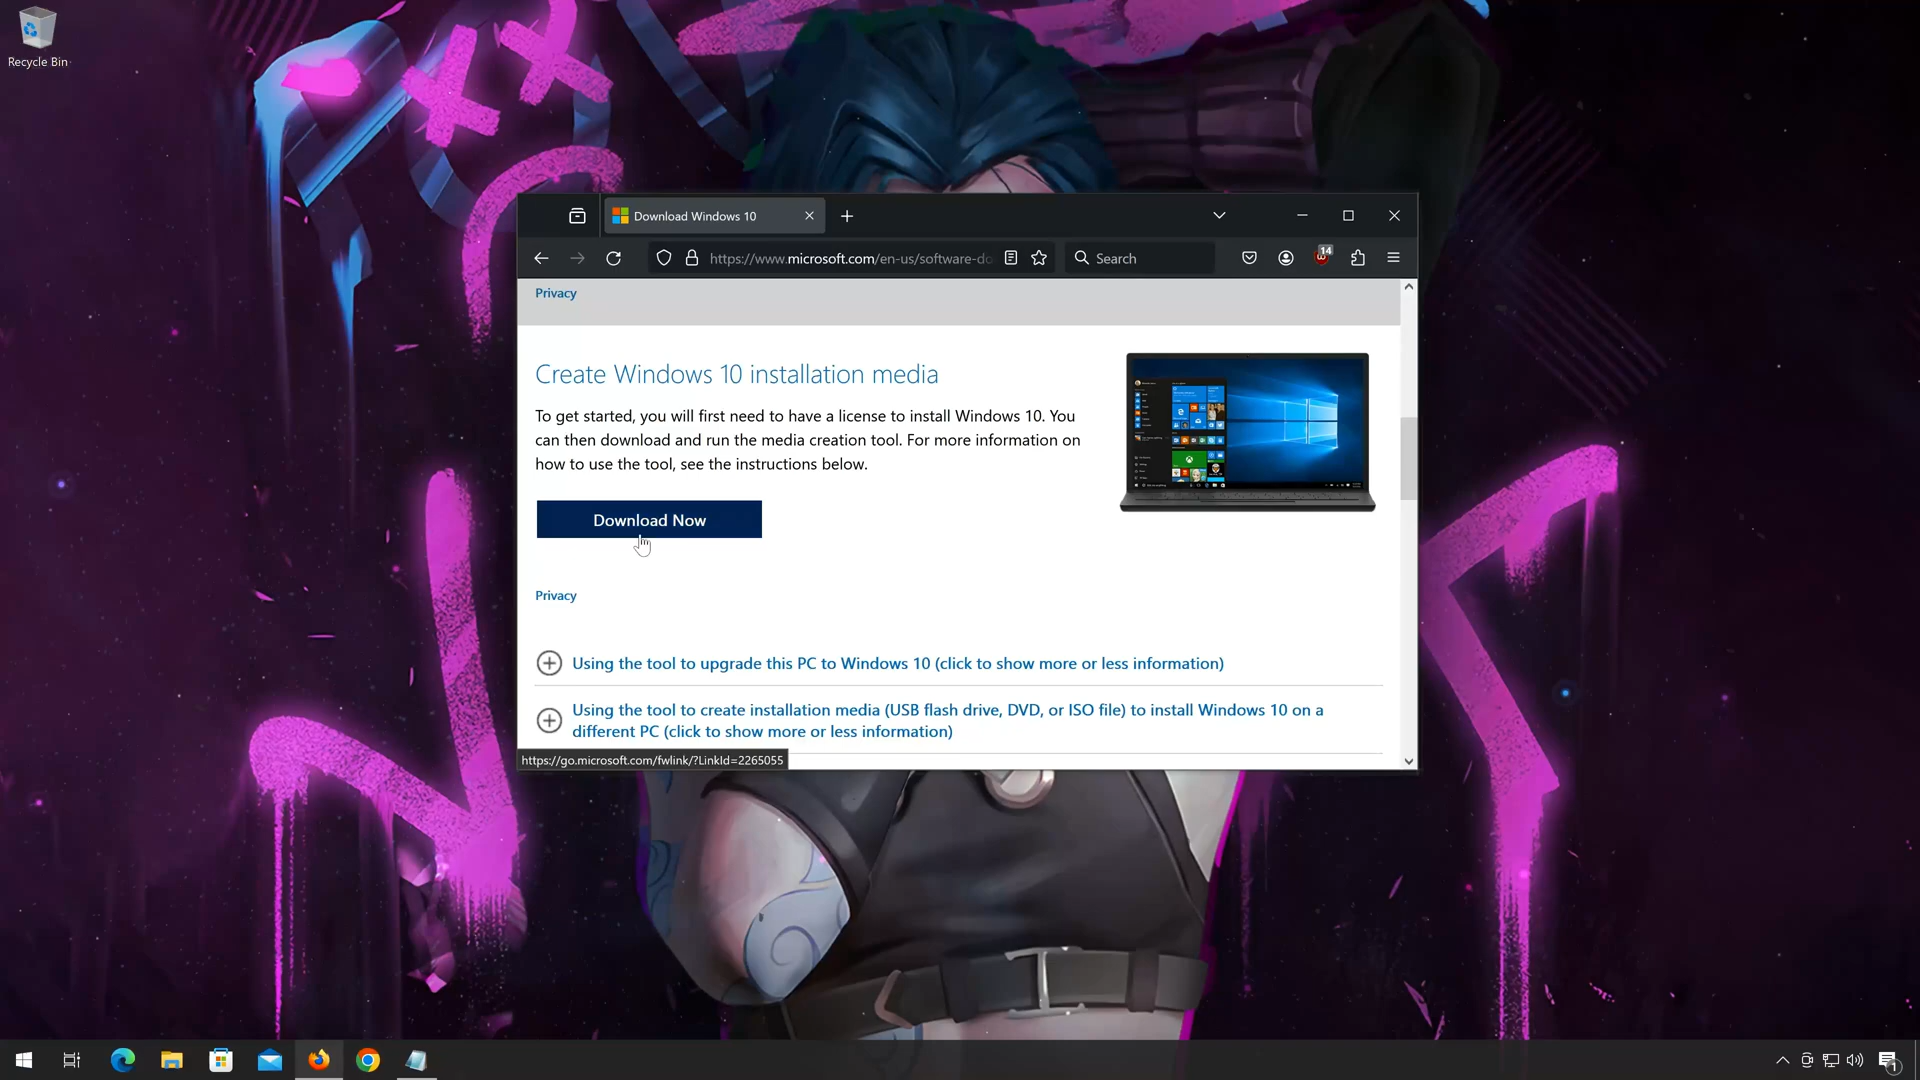 Recycle Bin
Download Windows 10
https://www.microsoft.com/en-us/software-do
Search
14
Privacy
Create Windows 10 installation media
To get started, you will first need to have a license to install Windows 10. You
can then download and run the media creation tool. For more information on
how to use the tool, see the instructions below.
Download Now
Privacy
Using the tool to upgrade this PC to Windows 10 (click to show more or less information)
Using the tool to create installation media (USB flash drive, DVD, or ISO file) to install Windows 10 on a
different PC (click to show more or less information)
https://go.microsoft.com/fwlink/?LinkId=2265055
1